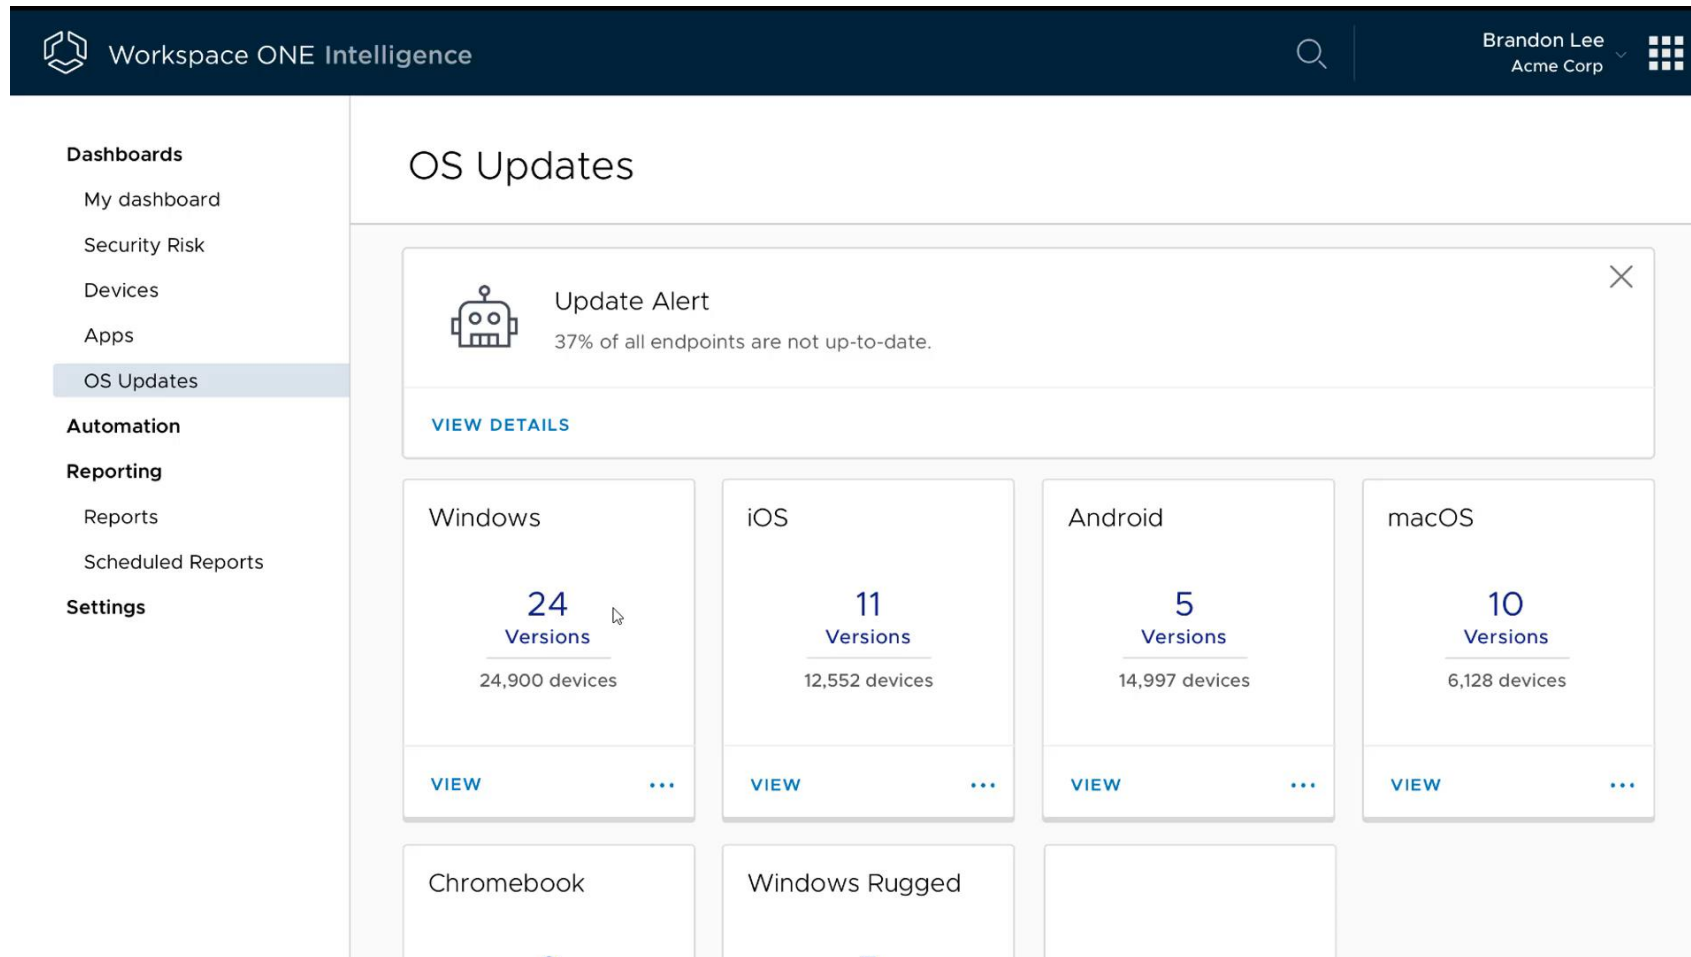 Workspace ONE Intelligence
Brandon Lee
Acme Corp
Dashboards
My dashboard
Security Risk
Devices
Apps
OS Updates
Automation
Reporting
Reports
Scheduled Reports
Settings
OS Updates
Update Alert
37% of all endpoints are not up-to-date.
VIEW DETAILS
Windows
24
Versions
24,900 devices
VIEW
iOS
11
Versions
12,552 devices
VIEW
Android
5
Versions
14,997 devices
VIEW
macOS
10
Versions
6,128 devices
VIEW
Chromebook
Windows Rugged